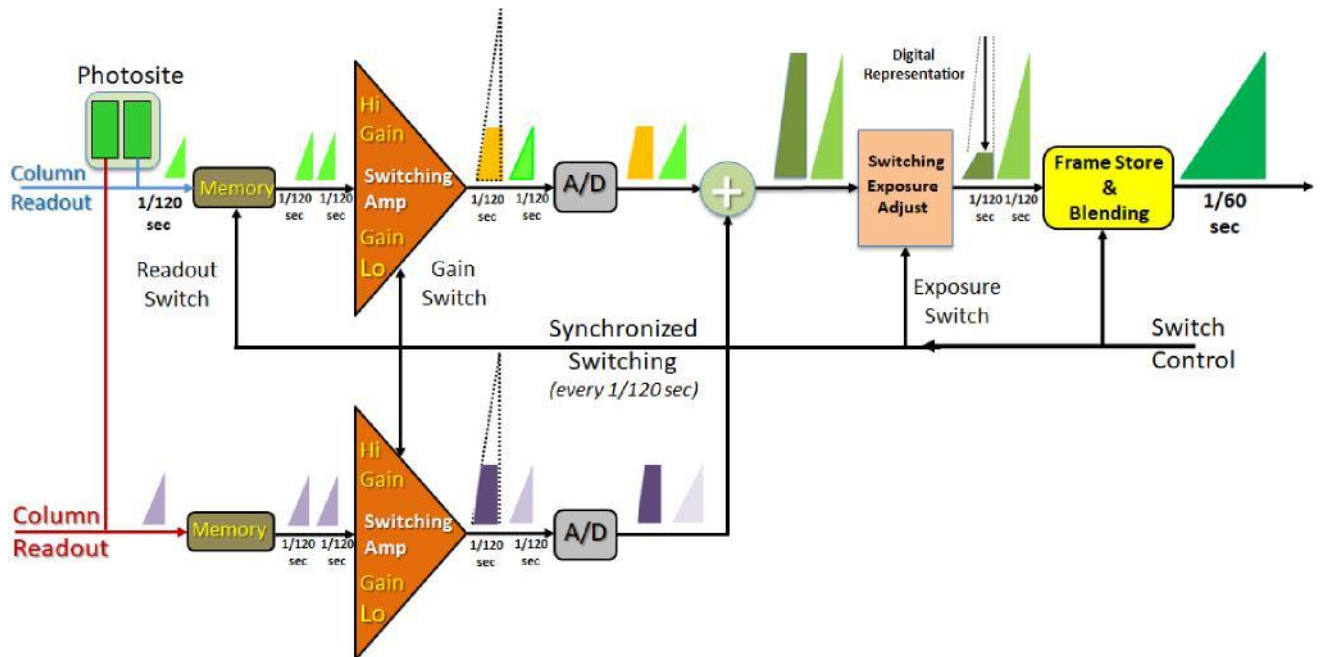 Photosite
Column
Readout
1/120
sec
Memory
1/120
sec
1/120
sec
Hi
Gain
Switching
Amp
Gain
Lo
1/120
sec
1/120
sec
A/D
+
Digital
Representation
Switching
Exposure
Adjust
1/120
sec
1/120
sec
Frame Store
&
Blending
1/60
sec
Readout
Switch
Gain
Switch
Exposure
Switch
Synchronized
Switching
(every 1/120 sec)
Switch
Control
Column
Readout
Memory
1/120
sec
1/120
sec
Hi
Gain
Switching
Amp
Gain
Lo
1/120
sec
1/120
sec
A/D